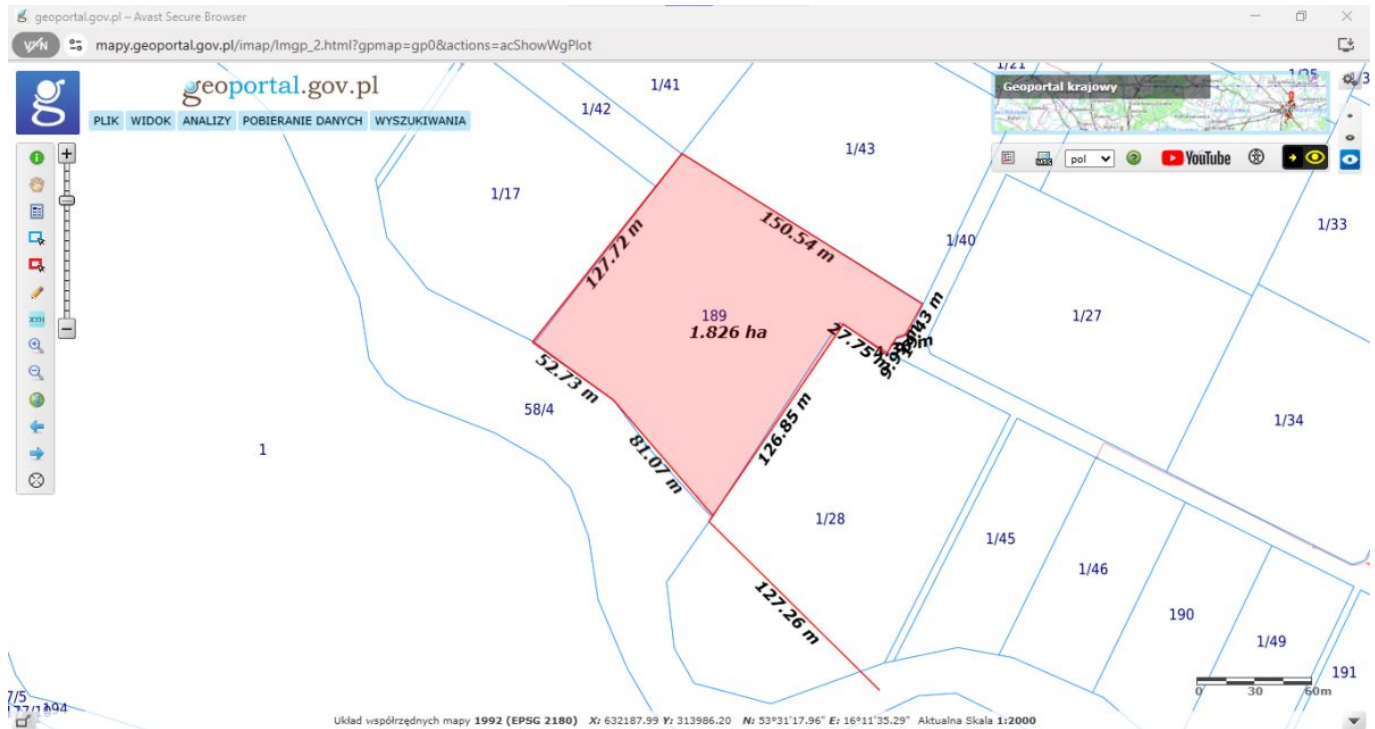 geoportal.gov.pl – Avast Secure Browser
VPN mapy.geoportal.gov.pl/imap/Imgp_2.html?gpmap=gp0&actions=acShowWgPlot
geoportal.gov.pl
PLIK WIDOK ANALIZY POBIERANIE DANYCH WYSZUKIWANIA
Geoportal krajowy
pol YouTube
1/21
1/41
1/42
1/43
1/17
1/33
1/40
150.54 m
127.72 m
1/27
189
1.826 ha
27.75 m
52.73 m
58/4
1/34
126.85 m
1
81.07 m
1/28
1/45
1/46
127.26 m
190
1/49
191
0 30 60m
Układ współrzędnych mapy 1992 (EPSG 2180) X: 632187.99 Y: 313986.20 N: 53°31'17.96" E: 16°11'35.29" Aktualna Skala 1:2000